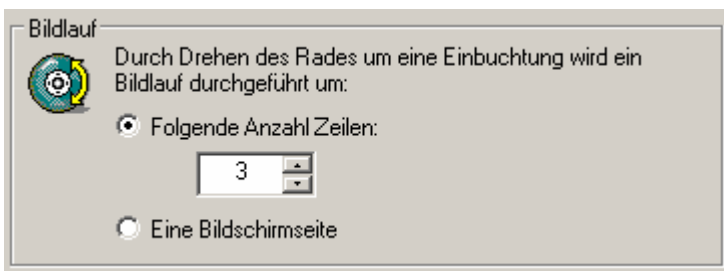 Bildlauf
Durch Drehen des Rades um eine Einbuchtung wird ein
Bildlauf durchgeführt um:
Folgende Anzahl Zeilen:
3
Eine Bildschirmseite